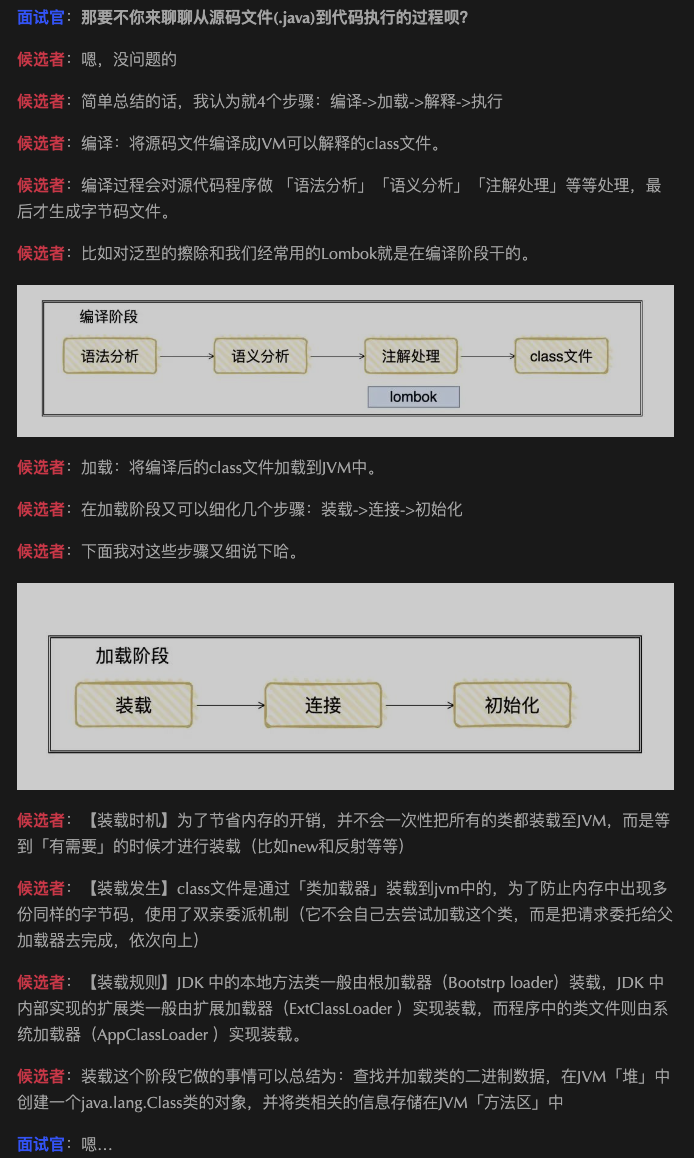 面试官：那要不你来聊聊从源码文件(.java)到代码执行的过程呗？
候选者：嗯，没问题的
候选者：简单总结的话，我认为就4个步骤：编译->加载->解释->执行
候选者：编译：将源码文件编译成JVM可以解释的class文件。
候选者：编译过程会对源代码程序做 「语法分析」「语义分析」「注解处理」等等处理，最
后才生成字节码文件。
候选者：比如对泛型的擦除和我们经常用的Lombok就是在编译阶段干的。
编译阶段
语法分析 语义分析 注解处理 class文件
lombok
候选者：加载：将编译后的class文件加载到JVM中。
候选者：在加载阶段又可以细化几个步骤：装载->连接->初始化
候选者：下面我对这些步骤又细说下哈。
加载阶段
装载 连接 初始化
候选者：【装载时机】为了节省内存的开销，并不会一次性把所有的类都装载至JVM，而是等
到「有需要」的时候才进行装载（比如new和反射等等）
候选者：【装载发生】class文件是通过「类加载器」装载到jvm中的，为了防止内存中出现多
份同样的字节码，使用了双亲委派机制（它不会自己去尝试加载这个类，而是把请求委托给父
加载器去完成，依次向上）
候选者：【装载规则】JDK 中的本地方法类一般由根加载器（Bootstrp loader）装载，JDK 中
内部实现的扩展类一般由扩展加载器（ExtClassLoader ）实现装载，而程序中的类文件则由系
统加载器（AppClassLoader ）实现装载。
候选者：装载这个阶段它做的事情可以总结为：查找并加载类的二进制数据，在JVM「堆」中
创建一个java.lang.Class类的对象，并将类相关的信息存储在JVM「方法区」中
面试官：嗯...